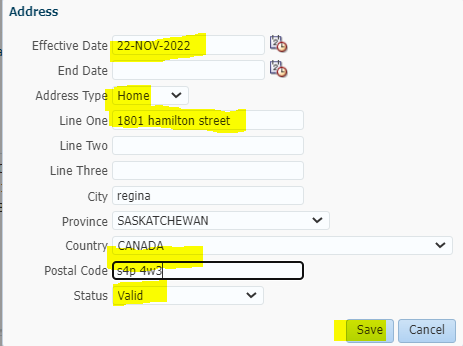 Address
Effective Date 22-NOV-2022
End Date
Address Type Home
Line One 1801 hamilton street
Line Two
Line Three
City regina
Province SASKATCHEWAN
Country CANADA
Postal Code s4p 4w3
Status Valid
Save Cancel